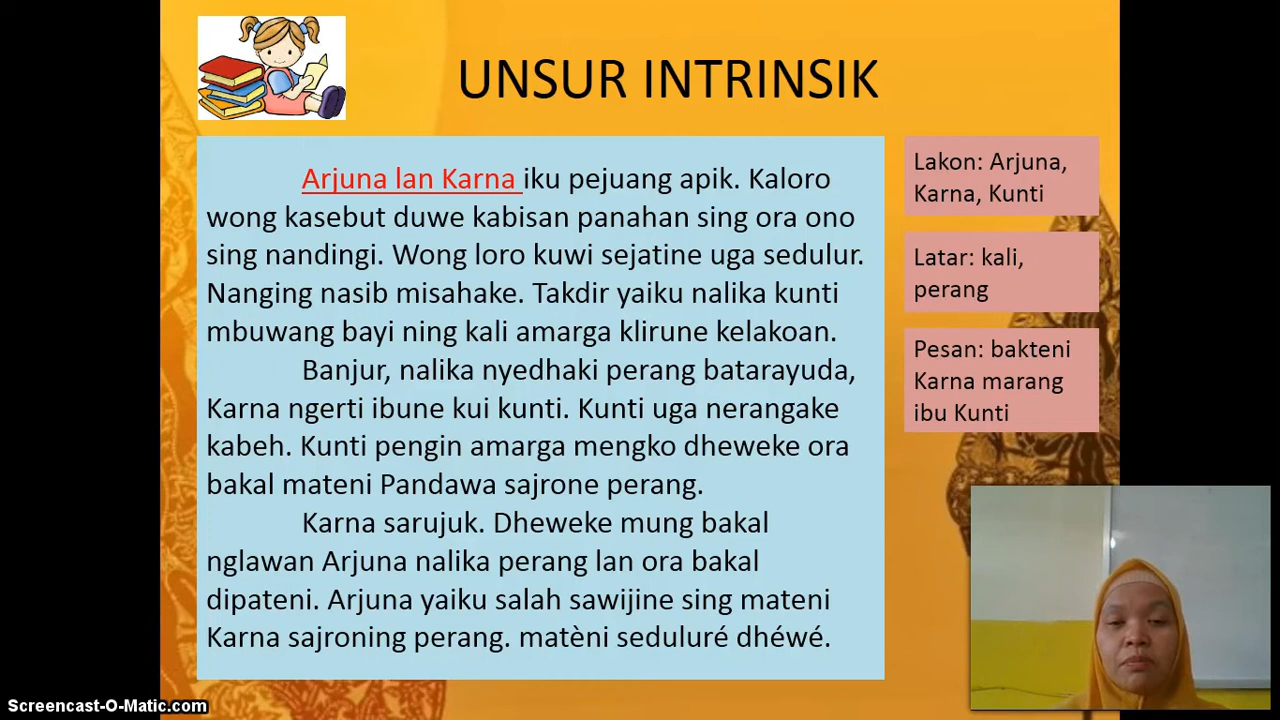 UNSUR INTRINSIK
Arjuna lan Karna iku pejuang apik. Kaloro
wong kasebut duwe kabisan panahan sing ora ono
sing nandingi. Wong loro kuwi sejatine uga sedulur.
Nanging nasib misahake. Takdir yaiku nalika kunti
mbuwang bayi ning kali amarga klirune kelakoan.
Banjur, nalika nyedhaki perang batarayuda,
Karna ngerti ibune kui kunti. Kunti uga nerangake
kabeh. Kunti pengin amarga mengko dheweke ora
bakal mateni Pandawa sajrone perang.
Karna sarujuk. Dheweke mung bakal
nglawan Arjuna nalika perang lan ora bakal
dipateni. Arjuna yaiku salah sawijine sing mateni
Karna sajroning perang. matèni seduluré dhéwé.
Lakon: Arjuna,
Karna, Kunti
Latar: kali,
perang
Pesan: bakteni
Karna marang
ibu Kunti
Screencast-O-Matic.com